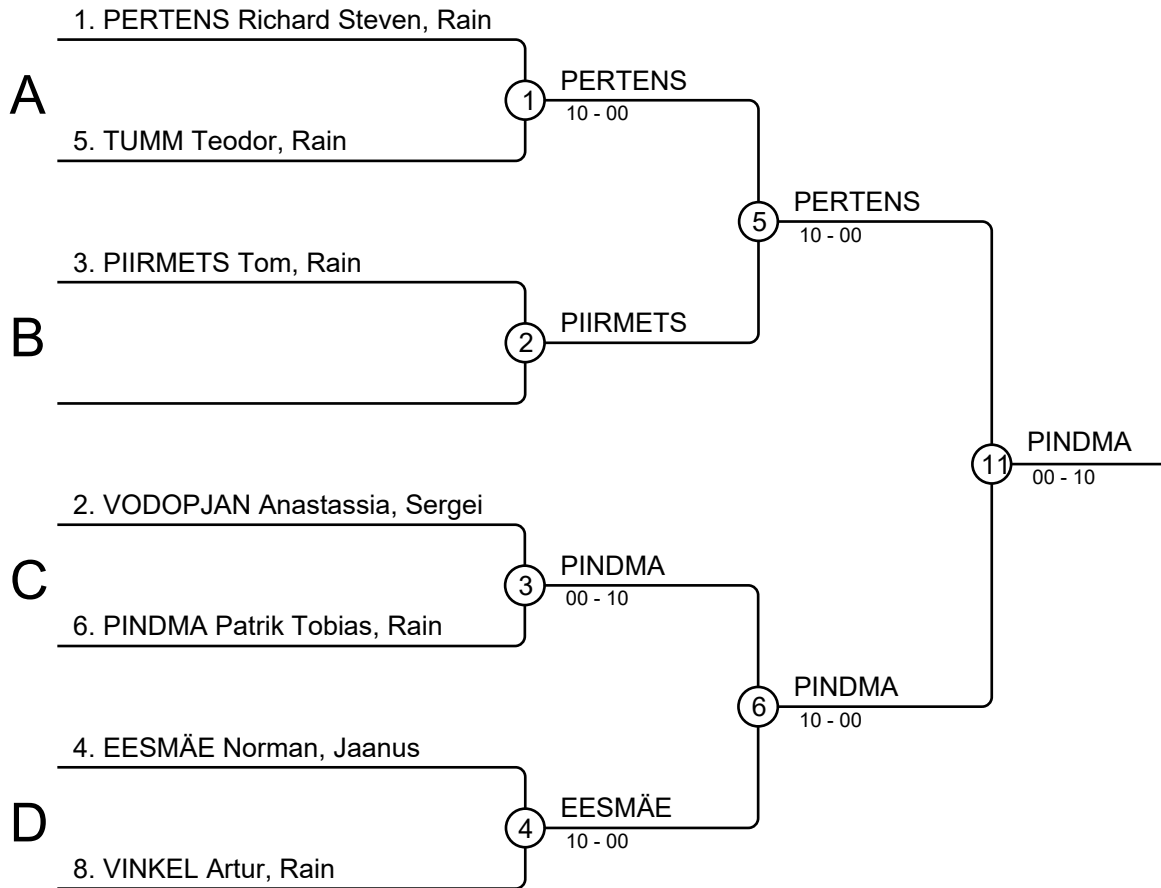 1. PERTENS Richard Steven, Rain
A
1
PERTENS
10 - 00
5. TUMM Teodor, Rain
5
PERTENS
10 - 00
3. PIIRMETS Tom, Rain
B
2
PIIRMETS
11
PINDMA
00 - 10
2. VODOPJAN Anastassia, Sergei
C
3
PINDMA
00 - 10
6. PINDMA Patrik Tobias, Rain
6
PINDMA
10 - 00
4. EESMÄE Norman, Jaanus
D
4
EESMÄE
10 - 00
8. VINKEL Artur, Rain